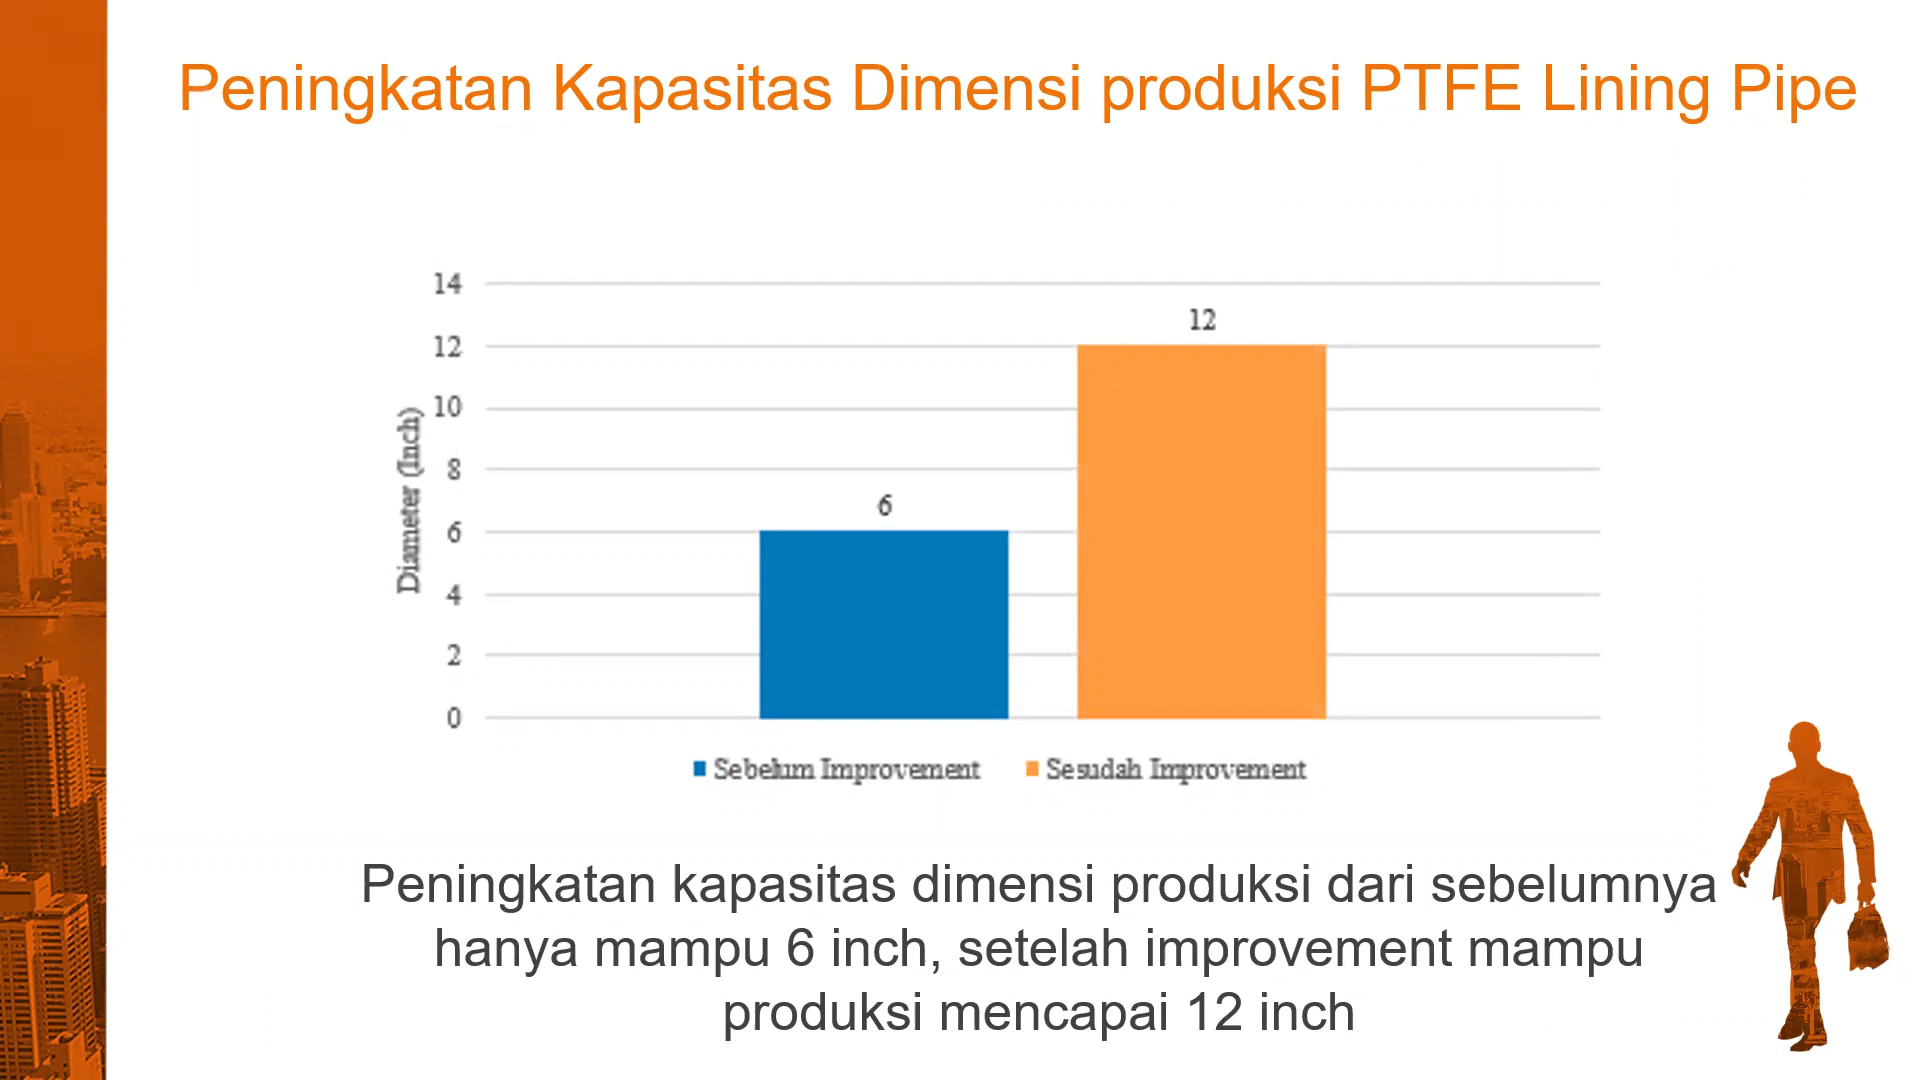 Peningkatan Kapasitas Dimensi produksi PTFE Lining Pipe
14
12
10
8
6
4
2
0
Diameter (Inch)
6
12
Sebelum Improvement
Sesudah Improvement
Peningkatan kapasitas dimensi produksi dari sebelumnya
hanya mampu 6 inch, setelah improvement mampu
produksi mencapai 12 inch